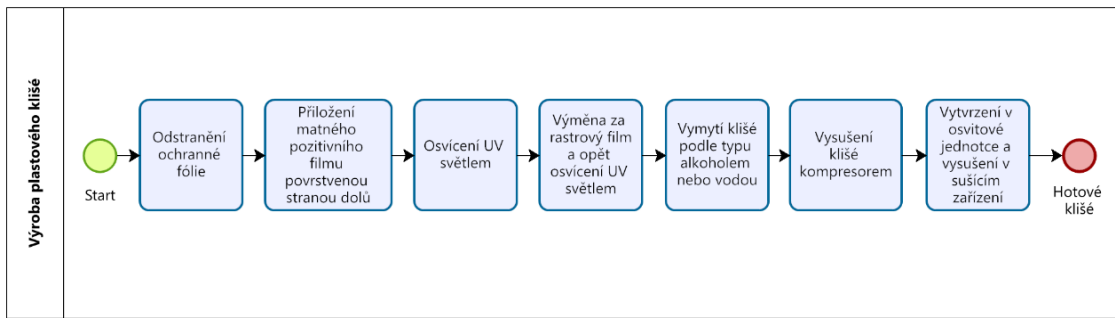 Výroba plastového klišé
Start
Odstranění
ochranné
fólie
Přiložení
matného
pozitivního
filmu
povrstvenou
stranou dolů
Osvícení UV
světlem
Výměna za
rastrový film
a opět
osvícení UV
světlem
Vymytí klišé
podle typu
alkoholem
nebo vodou
Vysušení
klišé
kompresorem
Vytvrzení v
osvitové
jednotce a
vysušení v
sušícím
zařízení
Hotové
klišé